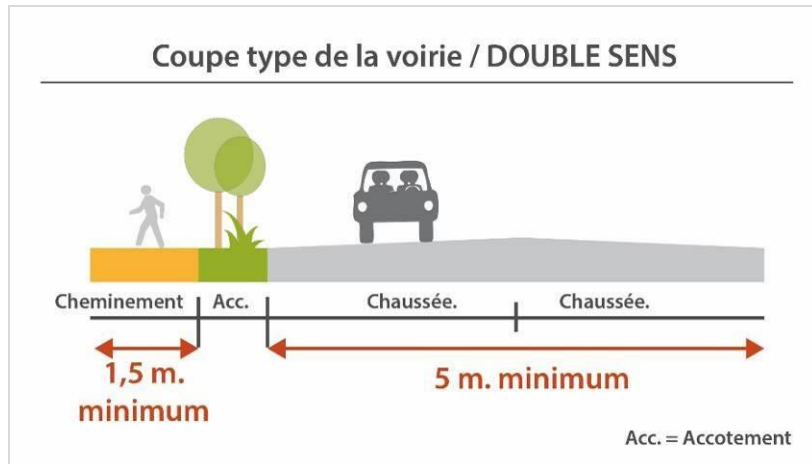 Coupe type de la voirie / DOUBLE SENS
Cheminement Acc. Chaussée. Chaussée.
1,5 m.
minimum
5 m. minimum
Acc. = Accotement